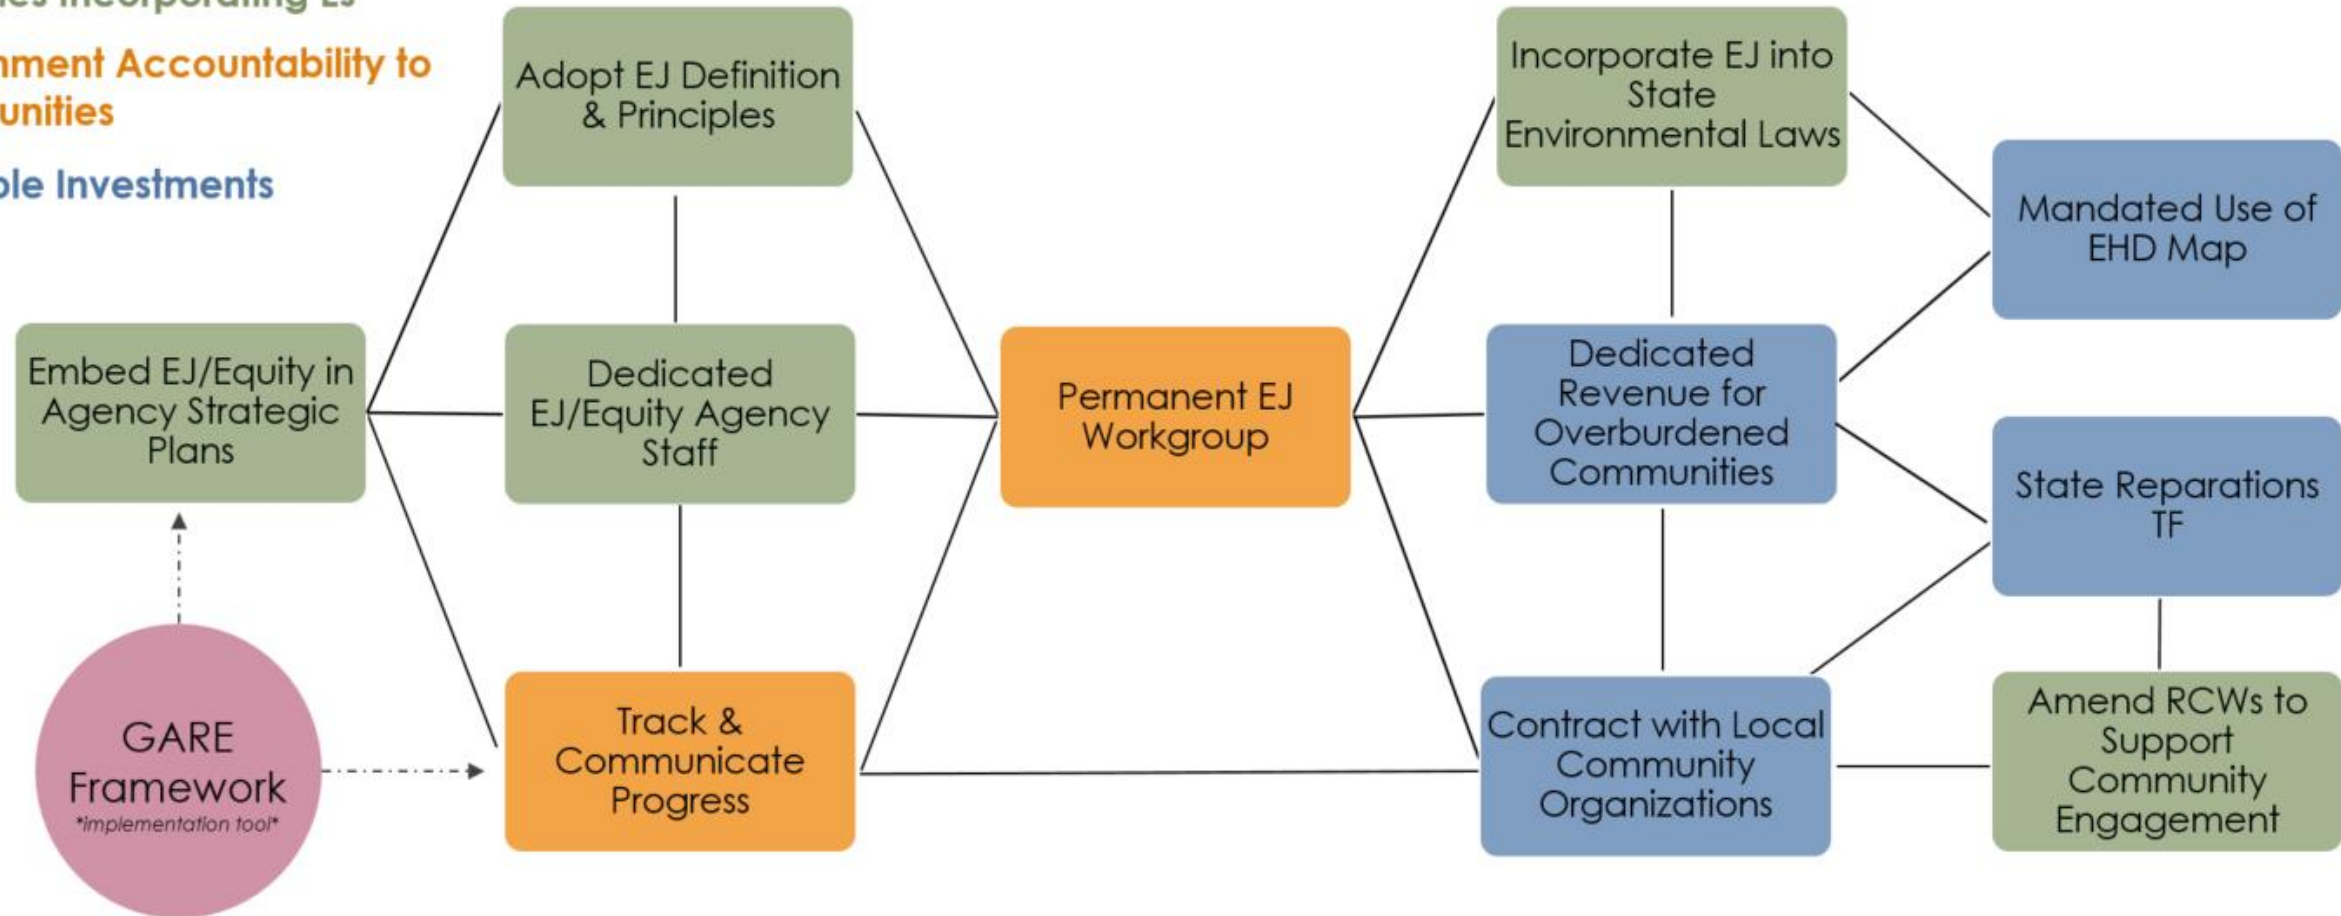 Incorporating EJ
Accountability to
Investments
Adopt EJ Definition
& Principles
Incorporate EJ into
State
Environmental Laws
Mandated Use of
EHD Map
Embed EJ/Equity in
Agency Strategic
Plans
Dedicated
EJ/Equity Agency
Staff
Permanent EJ
Workgroup
Dedicated
Revenue for
Overburdened
Communities
State Reparations
TF
GARE
Framework
*implementation tool*
Track &
Communicate
Progress
Contract with Local
Community
Organizations
Amend RCWs to
Support
Community
Engagement